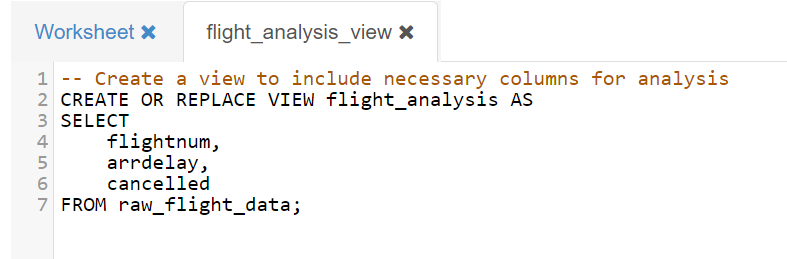 Worksheet ✖ flight_analysis_view ✖
1 -- Create a view to include necessary columns for analysis
2 CREATE OR REPLACE VIEW flight_analysis AS
3 SELECT
4     flightnum,
5     arrdelay,
6     cancelled
7 FROM raw_flight_data;